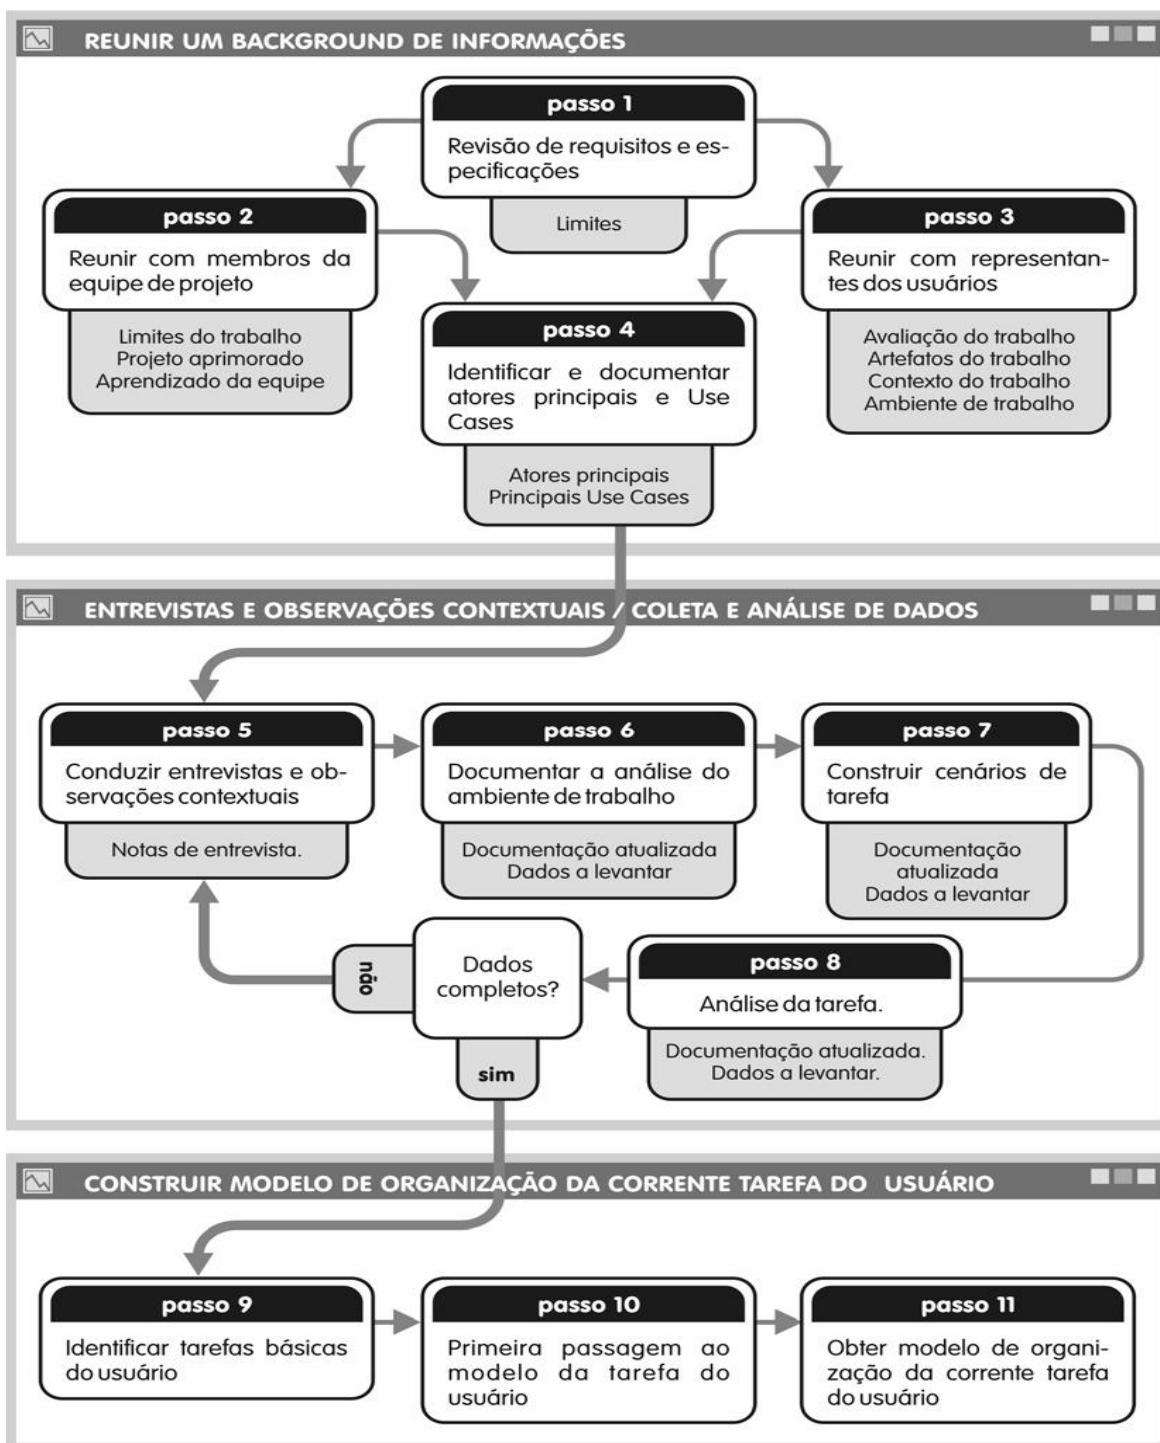 REUNIR UM BACKGROUND DE INFORMAÇÕES
passo 1
Revisão de requisitos e es-
pecificações
Limites
passo 2
Reunir com membros da
equipe de projeto
Limites do trabalho
Projeto aprimorado
Aprendizado da equipe
passo 3
Reunir com representan-
tes dos usuários
Avaliação do trabalho
Artefatos do trabalho
Contexto do trabalho
Ambiente de trabalho
passo 4
Identificar e documentar
atores principais e Use
Cases
Atores principais
Principais Use Cases
ENTREVISTAS E OBSERVAÇÕES CONTEXTUAIS / COLETA E ANÁLISE DE DADOS
passo 5
Conduzir entrevistas e ob-
servações contextuais
Notas de entrevista.
passo 6
Documentar a análise do
ambiente de trabalho
Documentação atualizada
Dados a levantar
passo 7
Construir cenários de
tarefa
Documentação
atualizada
Dados a levantar
passo 8
Análise da tarefa.
Documentação atualizada.
Dados a levantar.
Dados
completos?
não
sim
CONSTRUIR MODELO DE ORGANIZAÇÃO DA CORRENTE TAREFA DO USUÁRIO
passo 9
Identificar tarefas básicas
do usuário
passo 10
Primeira passagem ao
modelo da tarefa do
usuário
passo 11
Obter modelo de organi-
zação da corrente tarefa
do usuário